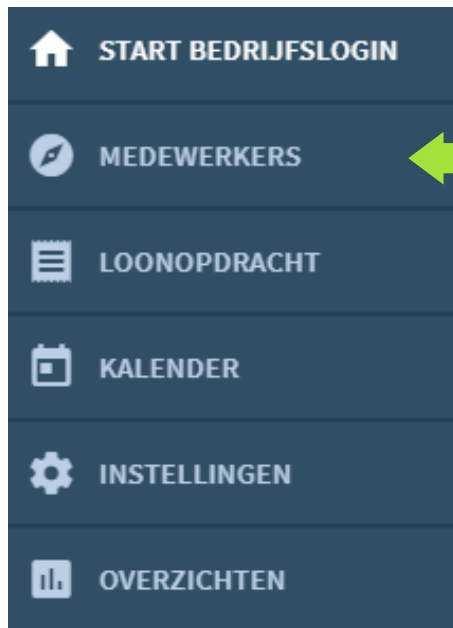 START BEDRIJFSLOGIN
MEDEWERKERS
LOONOPDRACHT
KALENDER
INSTELLINGEN
OVERZICHTEN